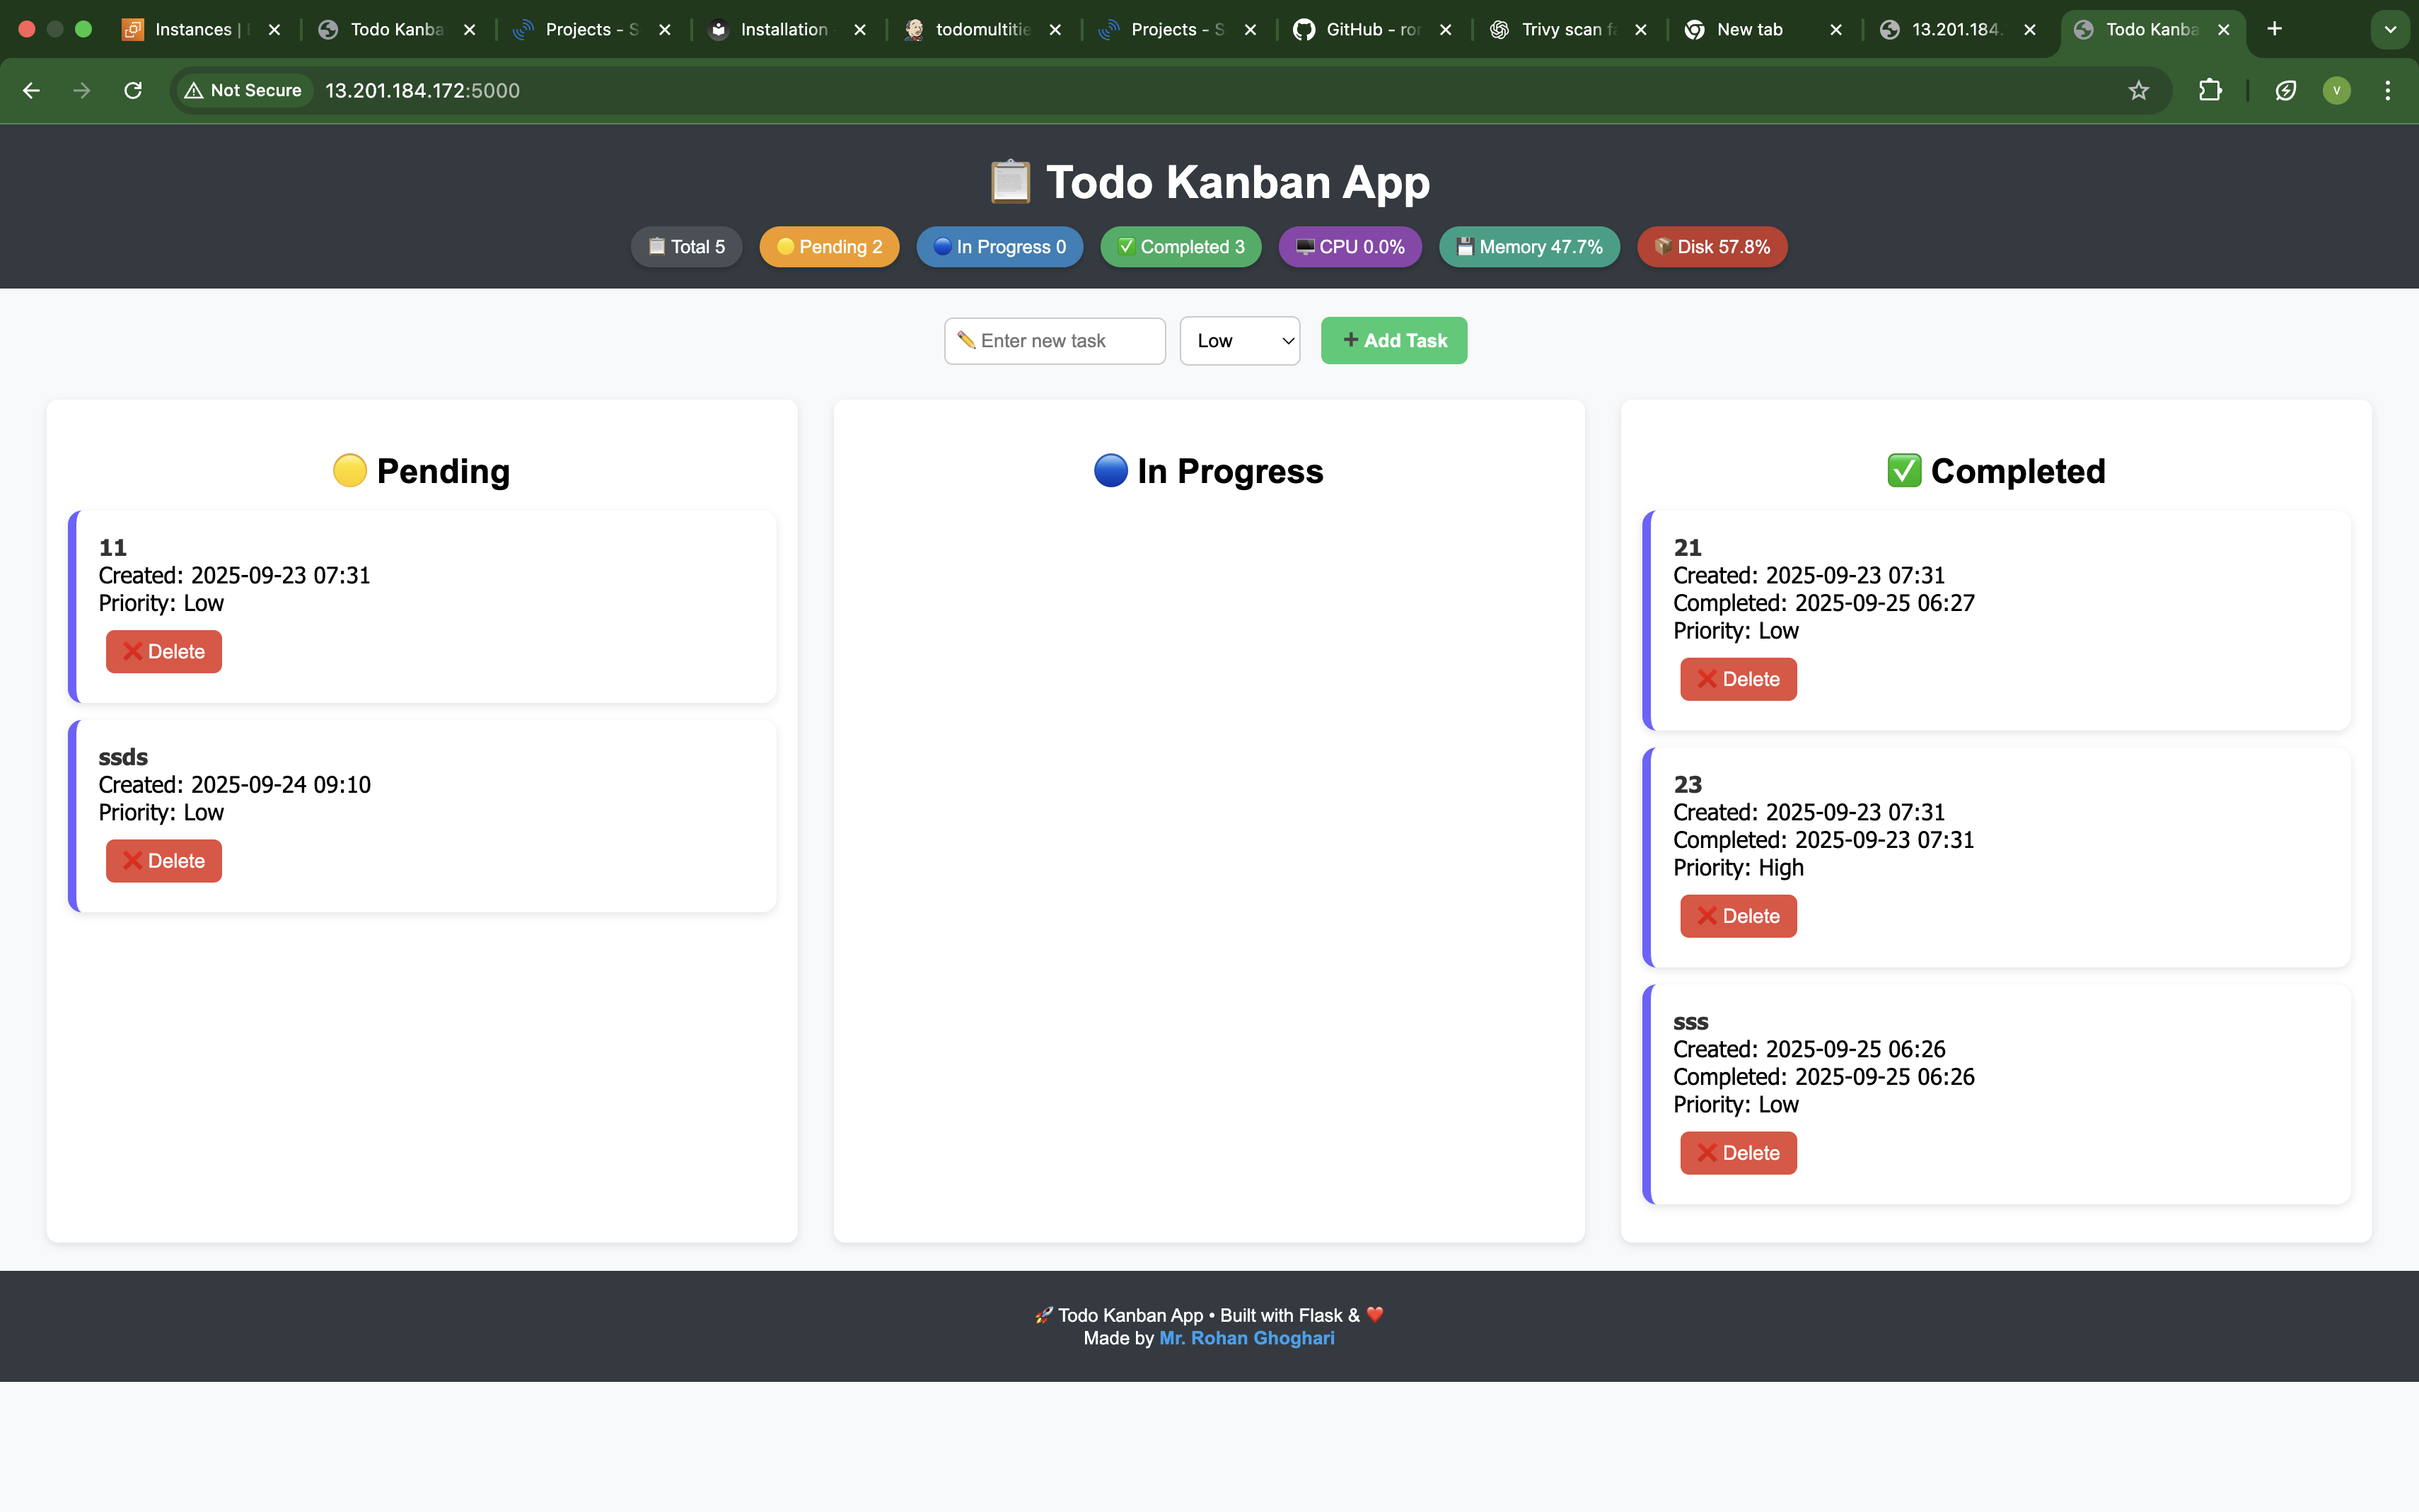 Instances |
Todo Kanba
Projects - S
Installation
todomultitie
Projects - S
GitHub - ror
Trivy scan fa
New tab
13.201.184.
Todo Kanba
Not Secure
13.201.184.172:5000
V
📋 Todo Kanban App
📋 Total 5
🟡 Pending 2
🔵 In Progress 0
✅ Completed 3
🖥️ CPU 0.0%
💾 Memory 47.7%
📦 Disk 57.8%
✏️ Enter new task
Low
➕ Add Task
🟡 Pending
11
Created: 2025-09-23 07:31
Priority: Low
❌ Delete
ssds
Created: 2025-09-24 09:10
Priority: Low
❌ Delete
🔵 In Progress
✅ Completed
21
Created: 2025-09-23 07:31
Completed: 2025-09-25 06:27
Priority: Low
❌ Delete
23
Created: 2025-09-23 07:31
Completed: 2025-09-23 07:31
Priority: High
❌ Delete
sss
Created: 2025-09-25 06:26
Completed: 2025-09-25 06:26
Priority: Low
❌ Delete
🚀 Todo Kanban App • Built with Flask & ❤️
Made by Mr. Rohan Ghoghari